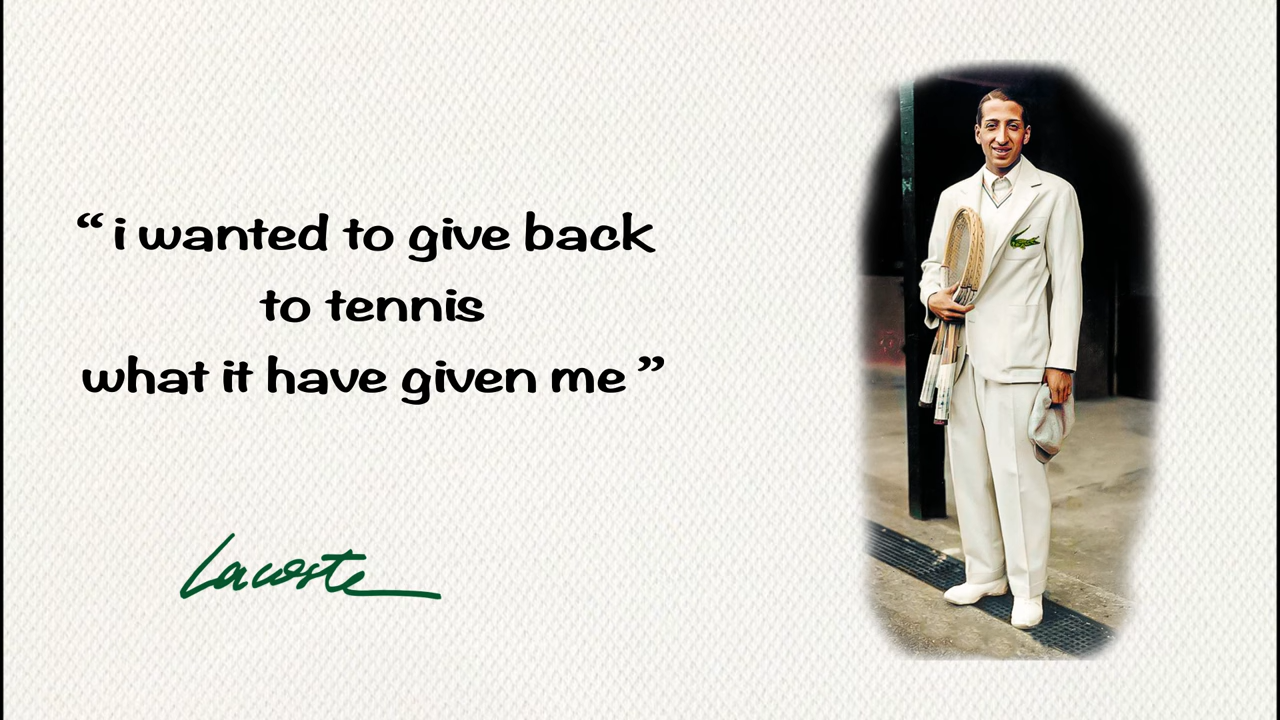 “ i wanted to give back
to tennis
what it have given me ”
Lacoste